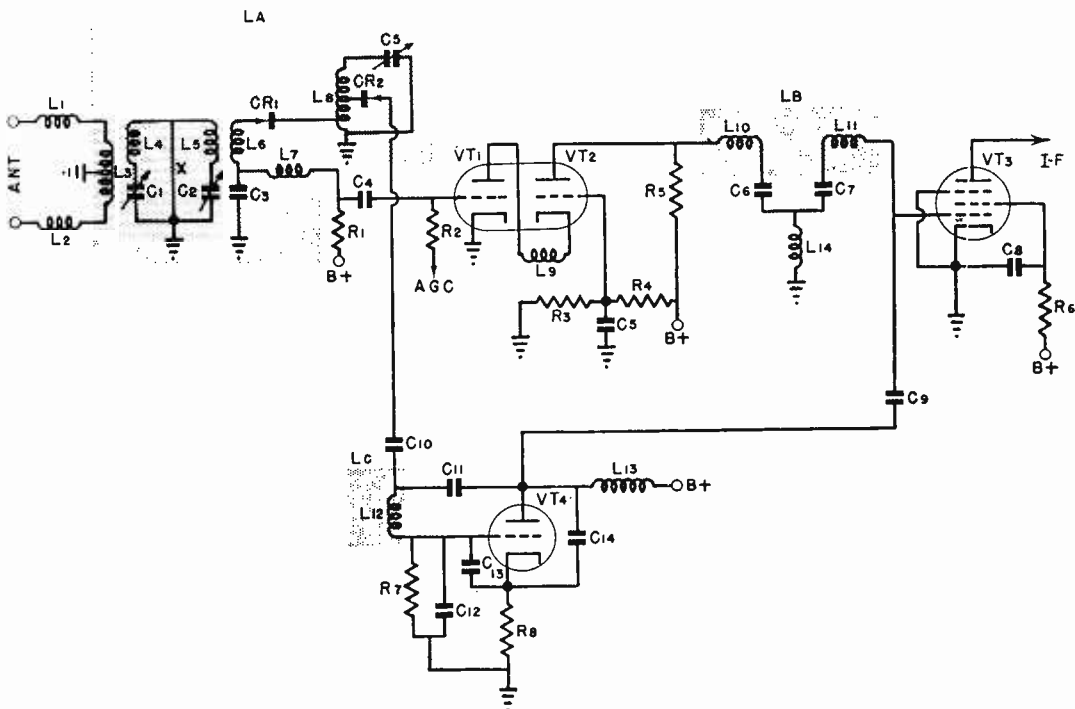 LA
C5
CR2
L8
CR1
L1
L4
L5
L6
L3
X
C1
C2
C3
L7
C4
ANT
L2
R1
B+
R2
AGC
VT1
VT2
L9
R3
R4
C5
B+
R5
LB
L10
L11
C6
C7
L14
VT3
I-F
C8
R6
B+
C9
C10
LC
C11
L13
B+
VT4
L12
C14
C13
R7
C12
R8